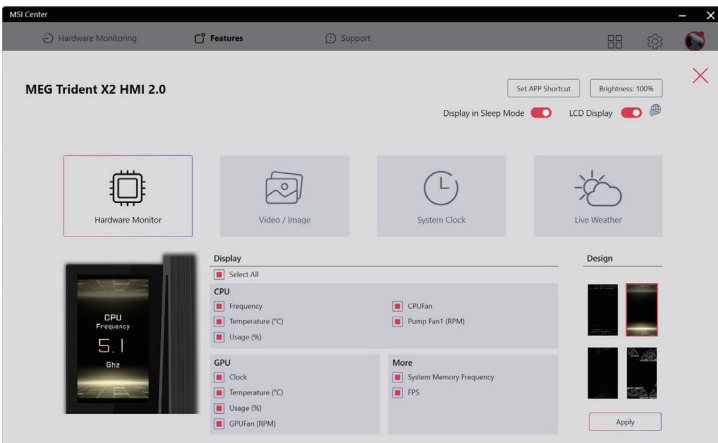 MSI Center
Hardware Monitoring
Features
Support
MEG Trident X2 HMI 2.0
Set APP Shortcut
Brightness: 100%
Display in Sleep Mode
LCD Display
Hardware Monitor
Video / Image
System Clock
Live Weather
Display
Select All
CPU
Frequency
CPUFan
Temperature (°C)
Pump Fan1 (RPM)
Usage (%)
GPU
Clock
Temperature (°C)
Usage (%)
GPUFan (RPM)
More
System Memory Frequency
FPS
Design
Apply
CPU
Frequency
5.1
Ghz